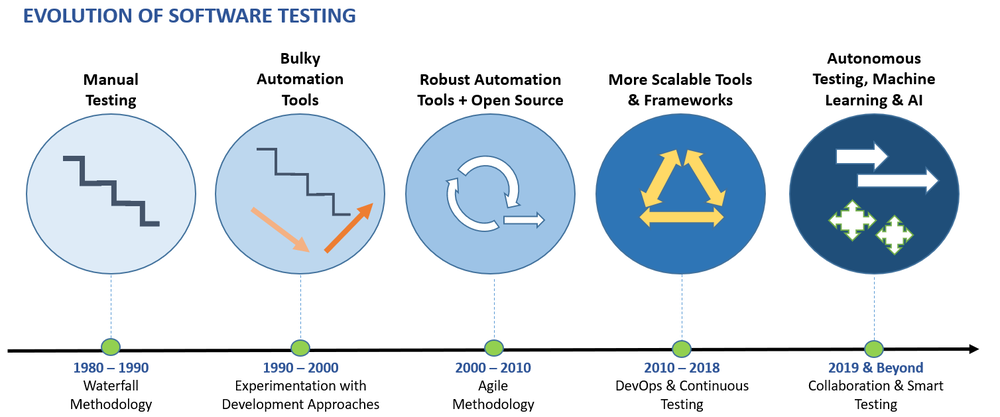 EVOLUTION OF SOFTWARE TESTING
Manual
Testing
Bulky
Automation
Tools
Robust Automation
Tools + Open Source
More Scalable Tools
& Frameworks
Autonomous
Testing, Machine
Learning & AI
1980 – 1990
Waterfall
Methodology
1990 – 2000
Experimentation with
Development Approaches
2000 – 2010
Agile
Methodology
2010 – 2018
DevOps & Continuous
Testing
2019 & Beyond
Collaboration & Smart
Testing